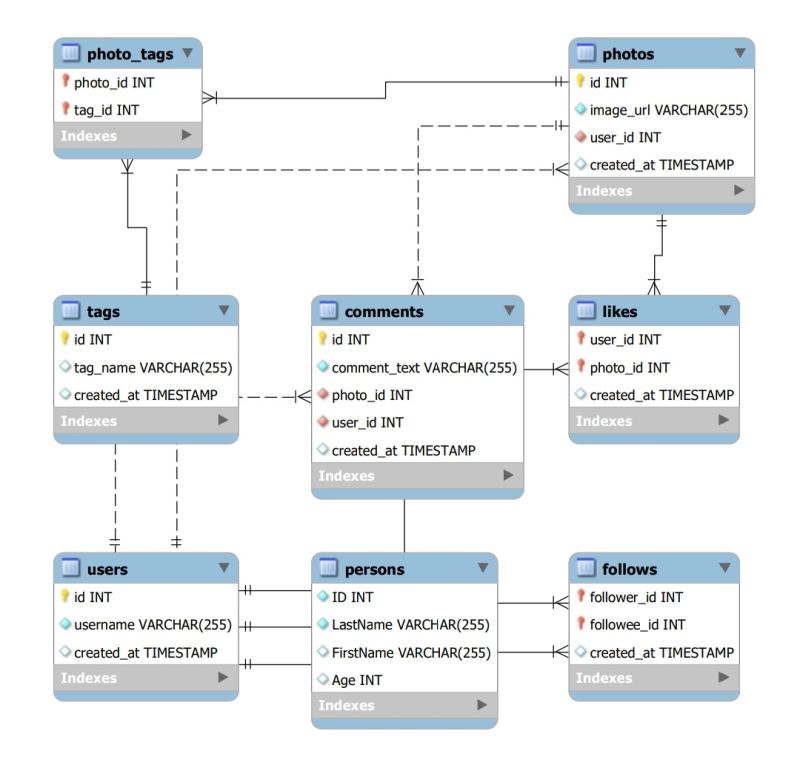 photo_tags
photo_id INT
tag_id INT
Indexes
photos
id INT
image_url VARCHAR(255)
user_id INT
created_at TIMESTAMP
Indexes
tags
id INT
tag_name VARCHAR(255)
created_at TIMESTAMP
Indexes
comments
id INT
comment_text VARCHAR(255)
photo_id INT
user_id INT
created_at TIMESTAMP
Indexes
likes
user_id INT
photo_id INT
created_at TIMESTAMP
Indexes
users
id INT
username VARCHAR(255)
created_at TIMESTAMP
Indexes
persons
ID INT
LastName VARCHAR(255)
FirstName VARCHAR(255)
Age INT
Indexes
follows
follower_id INT
followee_id INT
created_at TIMESTAMP
Indexes